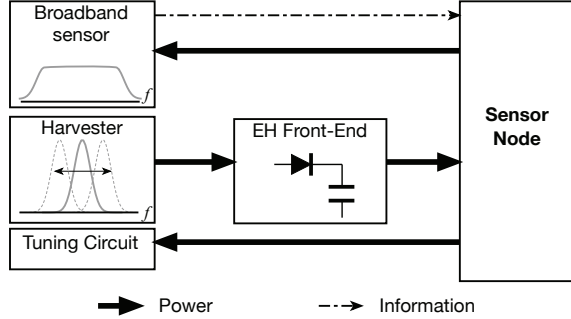 Broadband
sensor
f
Harvester
f
Tuning Circuit
EH Front-End
Sensor
Node
Power
Information